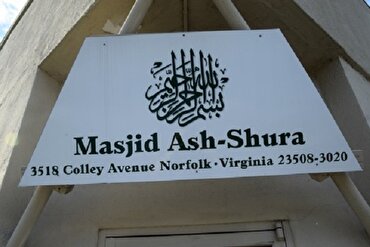 بسم الله الرحمن الرحيم
Masjid Ash-Shura
3518 Colley Avenue Norfolk · Virginia 23508-3020